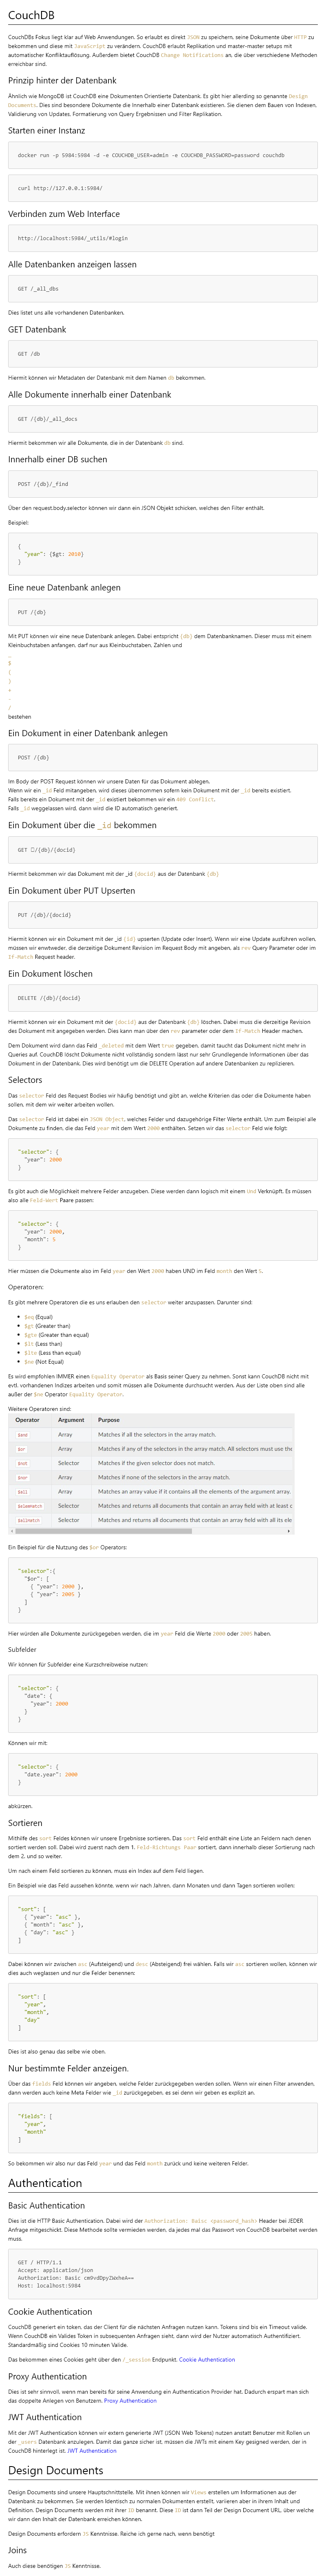 CouchDB
CouchDBs Fokus liegt klar auf Web Anwendungen. So erlaubt es direkt JSON zu speichern, seine Dokumente über HTTP zu
bekommen und diese mit JavaScript zu verändern. CouchDB erlaubt Replikation und master-master setups mit
automatischer Konfliktauflösung. Außerdem bietet CouchDB Change Notifications an, die über verschiedene Methoden
erreichbar sind.
Prinzip hinter der Datenbank
Ähnlich wie MongoDB ist CouchDB eine Dokumenten Orientierte Datenbank. Es gibt hier allerding so genannte Design
Documents. Dies sind besondere Dokumente die Innerhalb einer Datenbank existieren. Sie dienen dem Bauen von Indexen,
Validierung von Updates, Formatierung von Query Ergebnissen und Filter Replikation.
Starten einer Instanz
docker run -p 5984:5984 -d -e COUCHDB_USER=admin -e COUCHDB_PASSWORD=password couchdb
curl http://127.0.0.1:5984/
Verbinden zum Web Interface
http://localhost:5984/_utils/#login
Alle Datenbanken anzeigen lassen
GET /_all_dbs
Dies listet uns alle vorhandenen Datenbanken.
GET Datenbank
GET /db
Hiermit können wir Metadaten der Datenbank mit dem Namen db bekommen.
Alle Dokumente innerhalb einer Datenbank
GET /{db}/_all_docs
Hiermit bekommen wir alle Dokumente, die in der Datenbank db sind.
Innerhalb einer DB suchen
POST /{db}/_find
Über den request.body.selector können wir dann ein JSON Objekt schicken, welches den Filter enthält.
Beispiel:
{
"year": {$gt: 2010}
}
Eine neue Datenbank anlegen
PUT /{db}
Mit PUT können wir eine neue Datenbank anlegen. Dabei entspricht {db} dem Datenbanknamen. Dieser muss mit einem
Kleinbuchstaben anfangen, darf nur aus Kleinbuchstaben, Zahlen und
_
$
(
)
+
-
/
bestehen
Ein Dokument in einer Datenbank anlegen
POST /{db}
Im Body der POST Request können wir unsere Daten für das Dokument ablegen.
Wenn wir ein _id Feld mitangeben, wird dieses übernommen sofern kein Dokument mit der _id bereits existiert.
Falls bereits ein Dokument mit der _id existiert bekommen wir ein 409 Conflict.
Falls _id weggelassen wird, dann wird die ID automatisch generiert.
Ein Dokument über die _id bekommen
GET /{db}/{docid}
Hiermit bekommen wir das Dokument mit der _id {docid} aus der Datenbank {db}
Ein Dokument über PUT Upserten
PUT /{db}/{docid}
Hiermit können wir ein Dokument mit der _id {id} upserten (Update oder Insert). Wenn wir eine Update ausführen wollen,
müssen wir enwtweder, die derzeitige Dokument Revision im Request Body mit angeben, als rev Query Parameter oder im
If-Match Request header.
Ein Dokument löschen
DELETE /{db}/{docid}
Hiermit können wir ein Dokument mit der {docid} aus der Datenbank {db} löschen. Dabei muss die derzeitige Revision
des Dokument mit angegeben werden. Dies kann man über den rev parameter oder dem If-Match Header machen.
Dem Dokument wird dann das Feld _deleted mit dem Wert true gegeben, damit taucht das Dokument nicht mehr in
Queries auf. CouchDB löscht Dokumente nicht vollständig sondern lässt nur sehr Grundlegende Information über das
Dokument in der Datenbank. Dies wird benötigt um die DELETE Operation auf andere Datenbanken zu replizieren.
Selectors
Das selector Feld des Request Bodies wir häufig benötigt und gibt an, welche Kriterien das oder die Dokumente haben
sollen, mit dem wir weiter arbeiten wollen.
Das selector Feld ist dabei ein JSON Object, welches Felder und dazugehörige Filter Werte enthält. Um zum Beispiel alle
Dokumente zu finden, die das Feld year mit dem Wert 2000 enthälten. Setzen wir das selector Feld wie folgt:
"selector": {
"year": 2000
}
Es gibt auch die Möglichkeit mehrere Felder anzugeben. Diese werden dann logisch mit einem Und Verknüpft. Es müssen
also alle Feld-Wert Paare passen:
"selector": {
"year": 2000,
"month": 5
}
Hier müssen die Dokumente also im Feld year den Wert 2000 haben UND im Feld month den Wert 5.
Operatoren:
Es gibt mehrere Operatoren die es uns erlauben den selector weiter anzupassen. Darunter sind:
$eq (Equal)
$gt (Greater than)
$gte (Greater than equal)
$lt (Less than)
$lte (Less than equal)
$ne (Not Equal)
Es wird empfohlen IMMER einen Equality Operator als Basis seiner Query zu nehmen. Sonst kann CouchDB nicht mit
evtl. vorhandenen Indizes arbeiten und somit müssen alle Dokumente durchsucht werden. Aus der Liste oben sind alle
außer der $ne Operator Equality Operator.
Weitere Operatoren sind:
Operator Argument Purpose
$and Array Matches if all the selectors in the array match.
$or Array Matches if any of the selectors in the array match. All selectors must use the
$not Selector Matches if the given selector does not match.
$nor Array Matches if none of the selectors in the array match.
$all Array Matches an array value if it contains all the elements of the argument array.
$elemMatch Selector Matches and returns all documents that contain an array field with at least c
$allMatch Selector Matches and returns all documents that contain an array field with all its ele
Ein Beispiel für die Nutzung des $or Operators:
"selector":{
"$or": [
{ "year": 2000 },
{ "year": 2005 }
]
}
Hier würden alle Dokumente zurückgegeben werden, die im year Feld die Werte 2000 oder 2005 haben.
Subfelder
Wir können für Subfelder eine Kurzschreibweise nutzen:
"selector": {
"date": {
"year": 2000
}
}
Können wir mit:
"selector": {
"date.year": 2000
}
abkürzen.
Sortieren
Mithilfe des sort Feldes können wir unsere Ergebnisse sortieren. Das sort Feld enthält eine Liste an Feldern nach denen
sortiert werden soll. Dabei wird zuerst nach dem 1. Feld-Richtungs Paar sortiert, dann innerhalb dieser Sortierung nach
dem 2. und so weiter.
Um nach einem Feld sortieren zu können, muss ein Index auf dem Feld liegen.
Ein Beispiel wie das Feld aussehen könnte, wenn wir nach Jahren, dann Monaten und dann Tagen sortieren wollen:
"sort": [
{ "year": "asc" },
{ "month": "asc" },
{ "day": "asc" }
]
Dabei können wir zwischen asc (Aufsteigend) und desc (Absteigend) frei wählen. Falls wir asc sortieren wollen, können wir
dies auch weglassen und nur die Felder benennen:
"sort": [
"year",
"month",
"day"
]
Dies ist also genau das selbe wie oben.
Nur bestimmte Felder anzeigen.
Über das fields Feld können wir angeben, welche Felder zurückgegeben werden sollen. Wenn wir einen Filter anwenden,
dann werden auch keine Meta Felder wie _id zurückgegeben, es sei denn wir geben es explizit an.
"fields": [
"year",
"month"
]
So bekommen wir also nur das Feld year und das Feld month zurück und keine weiteren Felder.
Authentication
Basic Authentication
Dies ist die HTTP Basic Authentication. Dabei wird der Authorization: Baisc <password_hash> Header bei JEDER
Anfrage mitgeschickt. Diese Methode sollte vermieden werden, da jedes mal das Passwort von CouchDB bearbeitet werden
muss.
GET / HTTP/1.1
Accept: application/json
Authorization: Basic cm9vdDpyZWxheA==
Host: localhost:5984
Cookie Authentication
CouchDB generiert ein token, das der Client für die nächsten Anfragen nutzen kann. Tokens sind bis ein Timeout valide.
Wenn CouchDB ein Valides Token in subsequenten Anfragen sieht, dann wird der Nutzer automatisch Authentifiziert.
Standardmäßig sind Cookies 10 minuten Valide.
Das bekommen eines Cookies geht über den /_session Endpunkt. Cookie Authentication
Proxy Authentication
Dies ist sehr sinnvoll, wenn man bereits für seine Anwendung ein Authentication Provider hat. Dadurch erspart man sich
das doppelte Anlegen von Benutzern. Proxy Authentication
JWT Authentication
Mit der JWT Authentication können wir extern generierte JWT (JSON Web Tokens) nutzen anstatt Benutzer mit Rollen un
der _users Datenbank anzulegen. Damit das ganze sicher ist, müssen die JWTs mit einem Key designed werden, der in
CouchDB hinterlegt ist. JWT Authentication
Design Documents
Design Documents sind unsere Hauptschnittstelle. Mit ihnen können wir Views erstellen um Informationen aus der
Datenbank zu bekommen. Sie werden Identisch zu normalen Dokumenten erstellt, variieren aber in ihrem Inhalt und
Definition. Design Documents werden mit ihrer ID benannt. Diese ID ist dann Teil der Design Document URL, über welche
wir dann den Inhalt der Datenbank erreichen können.
Design Documents erfordern JS Kenntnisse. Reiche ich gerne nach, wenn benötigt
Joins
Auch diese benötigen JS Kenntnisse.